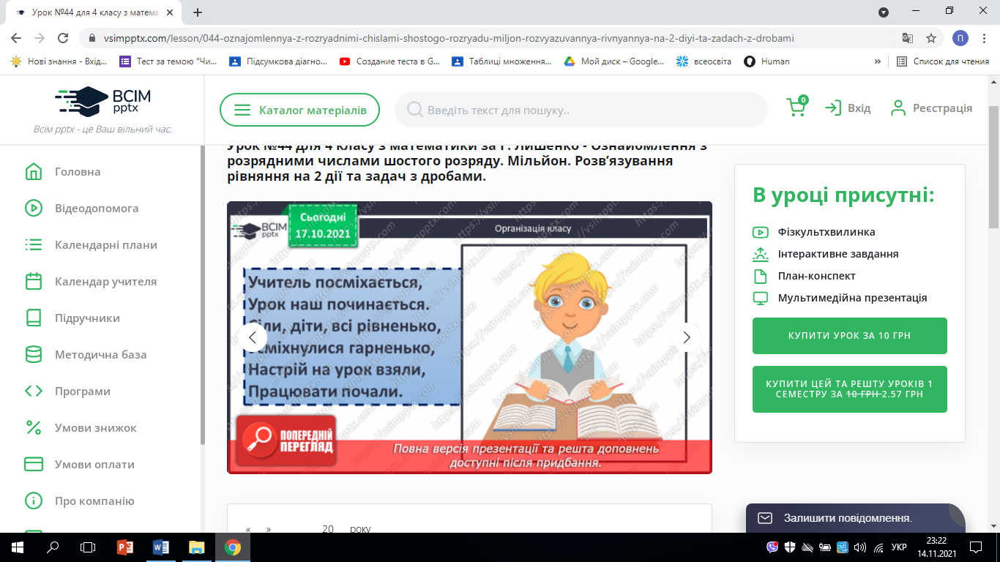 Урок №44 для 4 класу з матема
vsimpptx.com/lesson/044-oznajomlennya-z-rozryadnimi-chislami-shostogo-rozryadu-miljon-rozvyazuvannya-rivnyannya-na-2-diyi-ta-zadach-z-drobami
П
Нові знання - Вхід...
Тест за темою "Чи...
Підсумкова діагно...
Создание теста в G...
Таблиці множення...
Мой диск – Google...
всеосвіта
Human
»
Список для чтения
ВСІМ
pptx
Всім pptx - це Ваш вільний час.
Каталог матеріалів
Введіть текст для пошуку..
0
Вхід
Реєстрація
Головна
Відеодопомога
Календарні плани
Календар учителя
Підручники
Методична база
Програми
Умови знижок
Умови оплати
Про компанію
Урок №44 для 4 класу з математики за Г. Лишенко - Ознайомлення з
розрядними числами шостого розряду. Мільйон. Розв’язування
рівняння на 2 дії та задач з дробами.
ВСІМ
pptx
Сьогодні
17.10.2021
Організація класу
Учитель посміхається,
Урок наш починається.
Сіли, діти, всі рівненько,
Усміхнулися гарненько,
Настрій на урок взяли,
Працювати почали.
https://vsimpptx.com
ПОПЕРЕДНІЙ
ПЕРЕГЛЯД
Повна версія презентації та решта доповнень
доступні після придбання.
« » 20 року
В уроці присутні:
Фізкультхвилинка
Інтерактивне завдання
План-конспект
Мультимедійна презентація
КУПИТИ УРОК ЗА 10 ГРН
КУПИТИ ЦЕЙ ТА РЕШТУ УРОКІВ 1
СЕМЕСТРУ ЗА 10 ГРН 2.57 ГРН
Залишити повідомлення.
УКР
23:22
14.11.2021